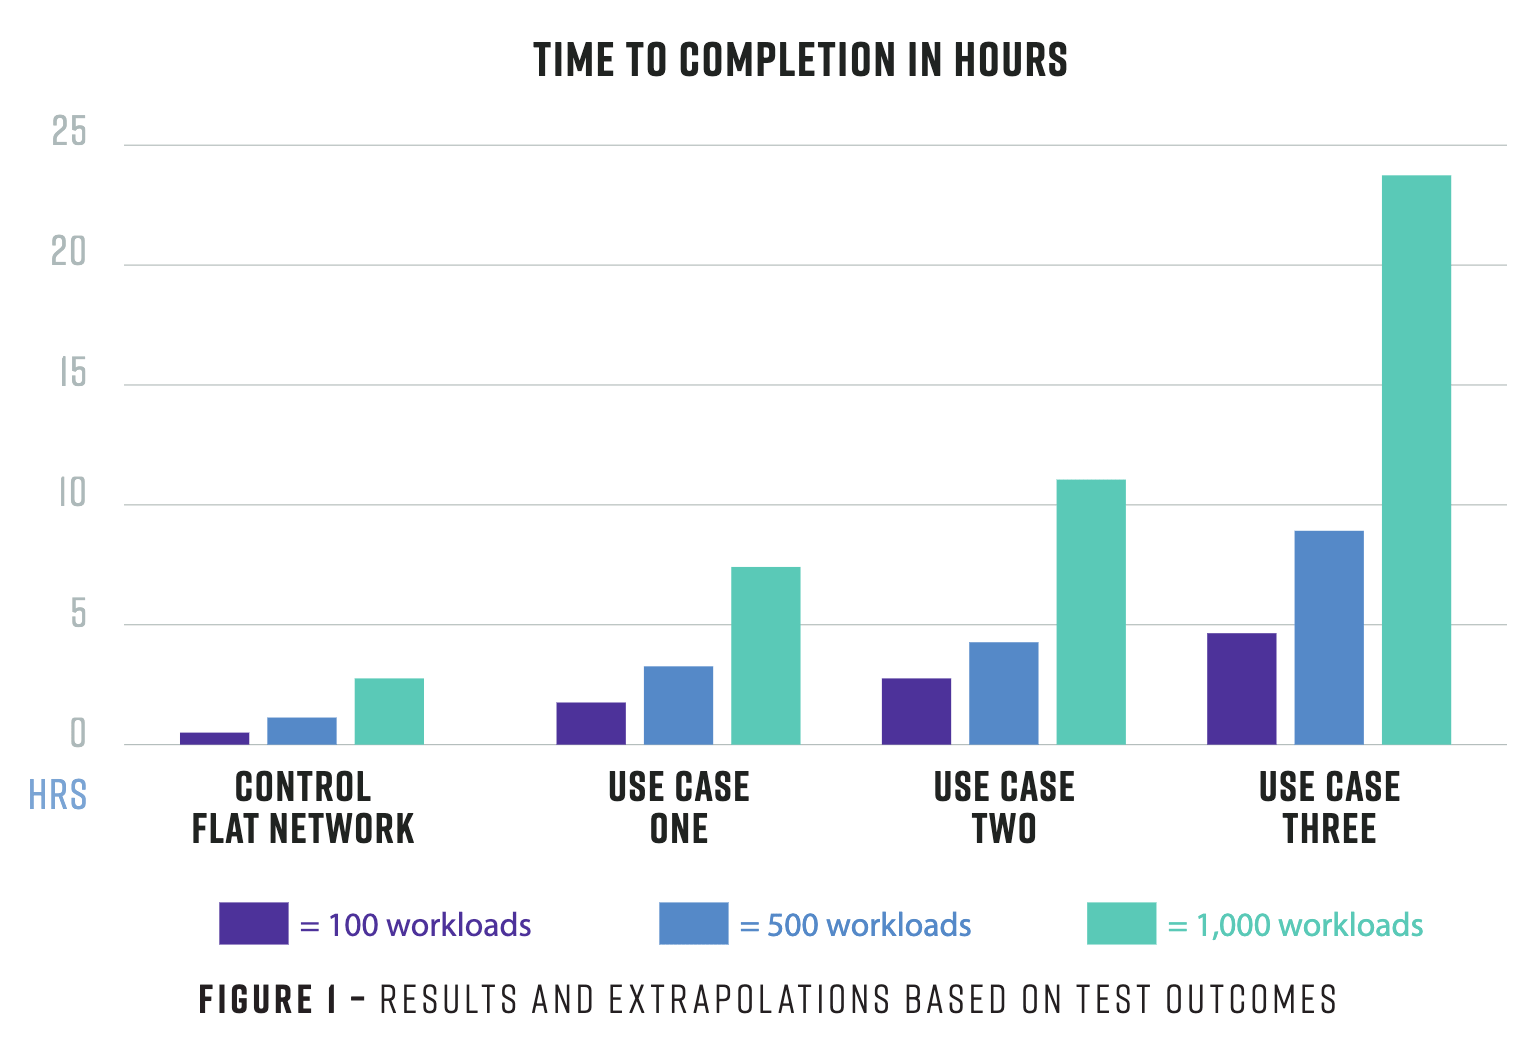 TIME TO COMPLETION IN HOURS
25
20
15
10
5
0
HRS
CONTROL
FLAT NETWORK
USE CASE
ONE
USE CASE
TWO
USE CASE
THREE
= 100 workloads
= 500 workloads
= 1,000 workloads
FIGURE 1 – RESULTS AND EXTRAPOLATIONS BASED ON TEST OUTCOMES